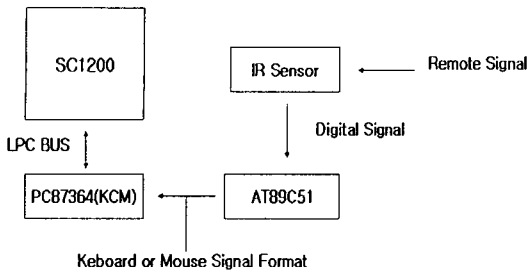 SC1200
IR Sensor
Remote Signal
Digital Signal
LPC BUS
PC87364(KCM)
AT89C51
Keboard or Mouse Signal Format